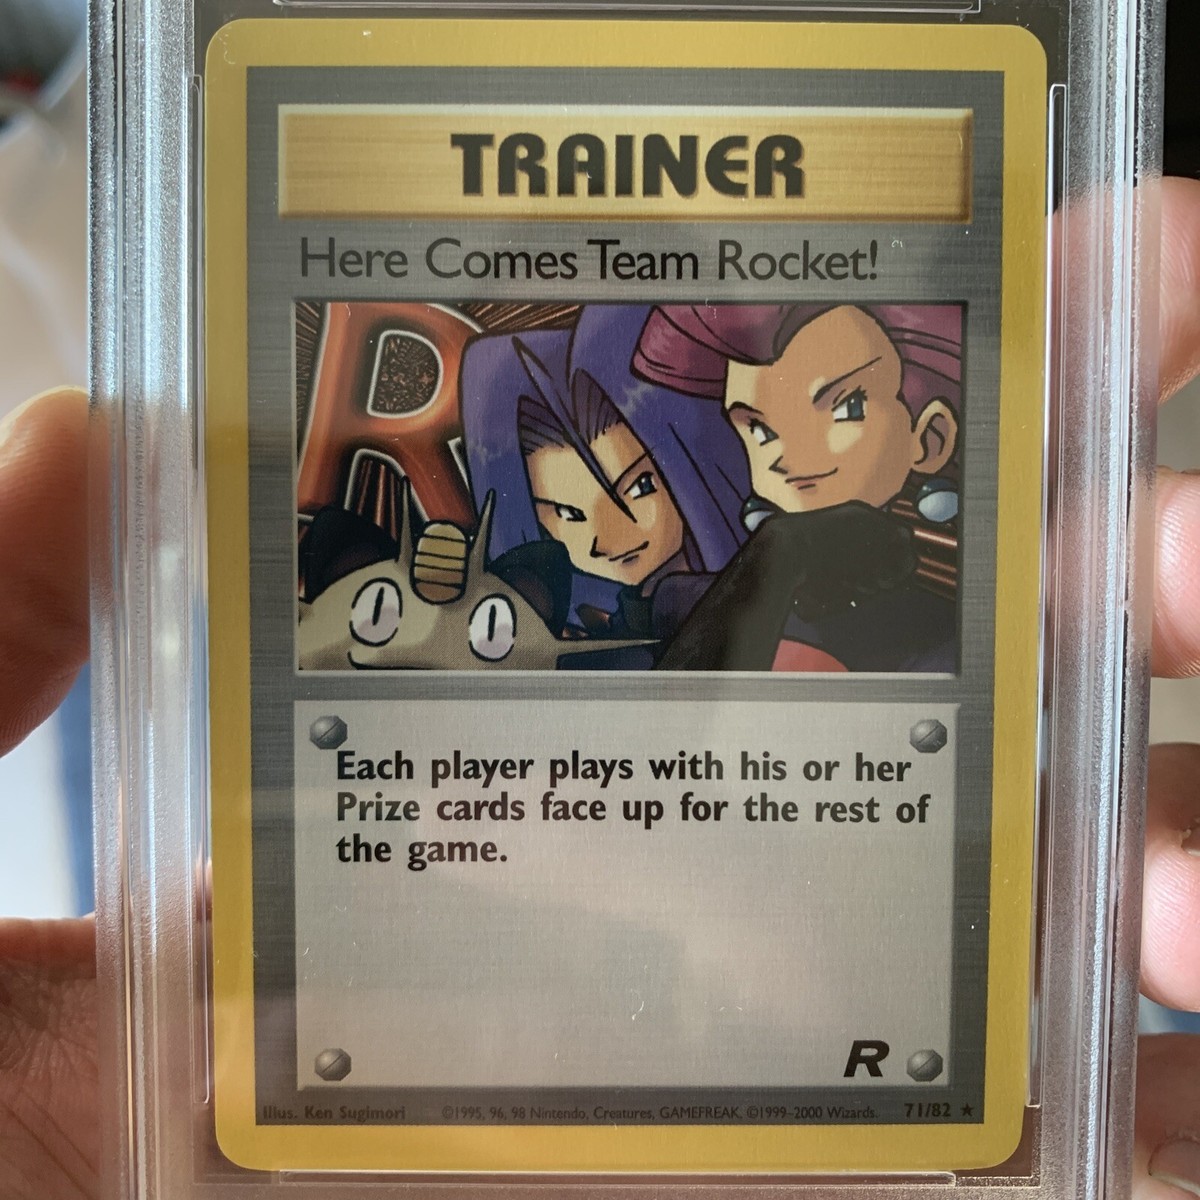 TRAINER
Here Comes Team Rocket!
R
Each player plays with his or her
Prize cards face up for the rest of
the game.
R
Illus. Ken Sugimori ©1995, 96, 98 Nintendo, Creatures, GAMEFREAK. ©1999-2000 Wizards. 71/82 ★